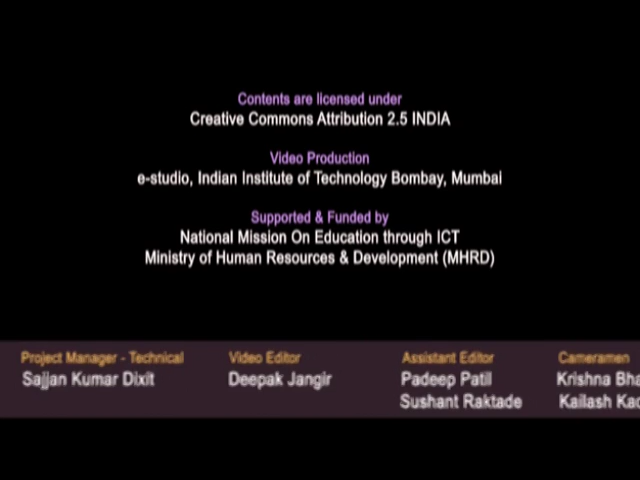 Contents are licensed under
Creative Commons Attribution 2.5 INDIA
Video Production
e-studio, Indian Institute of Technology Bombay, Mumbai
Supported & Funded by
National Mission On Education through ICT
Ministry of Human Resources & Development (MHRD)
Project Manager - Technical
Sajjan Kumar Dixit
Video Editor
Deepak Jangir
Assistant Editor
Padeep Patil
Sushant Raktade
Cameramen
Krishna
Kailash